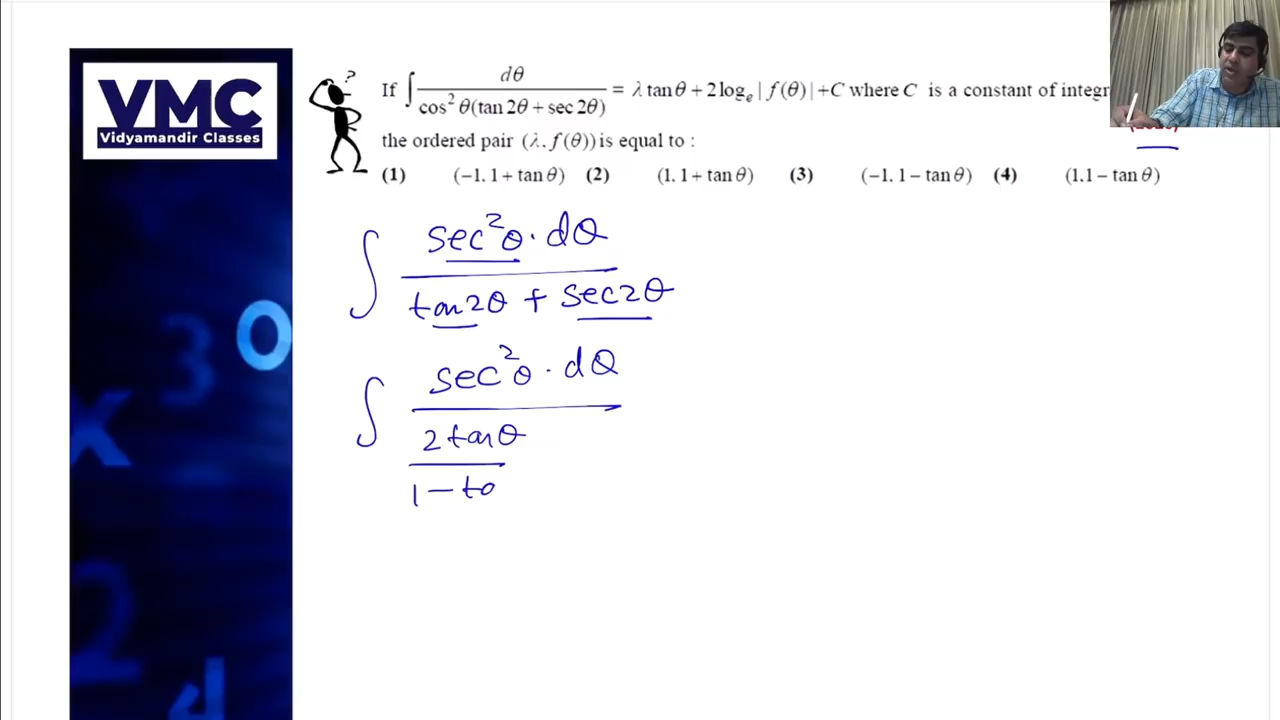 VMC
Vidyamandir Classes
?
If ∫ dθ / cos² θ(tan 2θ + sec 2θ) = λ tan θ + 2 logₑ | f(θ) | + C where C is a constant of
the ordered pair (λ. f(θ)) is equal to :
(1) (−1. 1 + tan θ) (2) (1. 1 + tan θ) (3) (−1. 1 − tan θ) (4) (1.1 − tan θ)
∫ sec²θ · dθ / tan2θ + sec2θ
∫ sec²θ · dθ / 2tanθ / 1 − ta